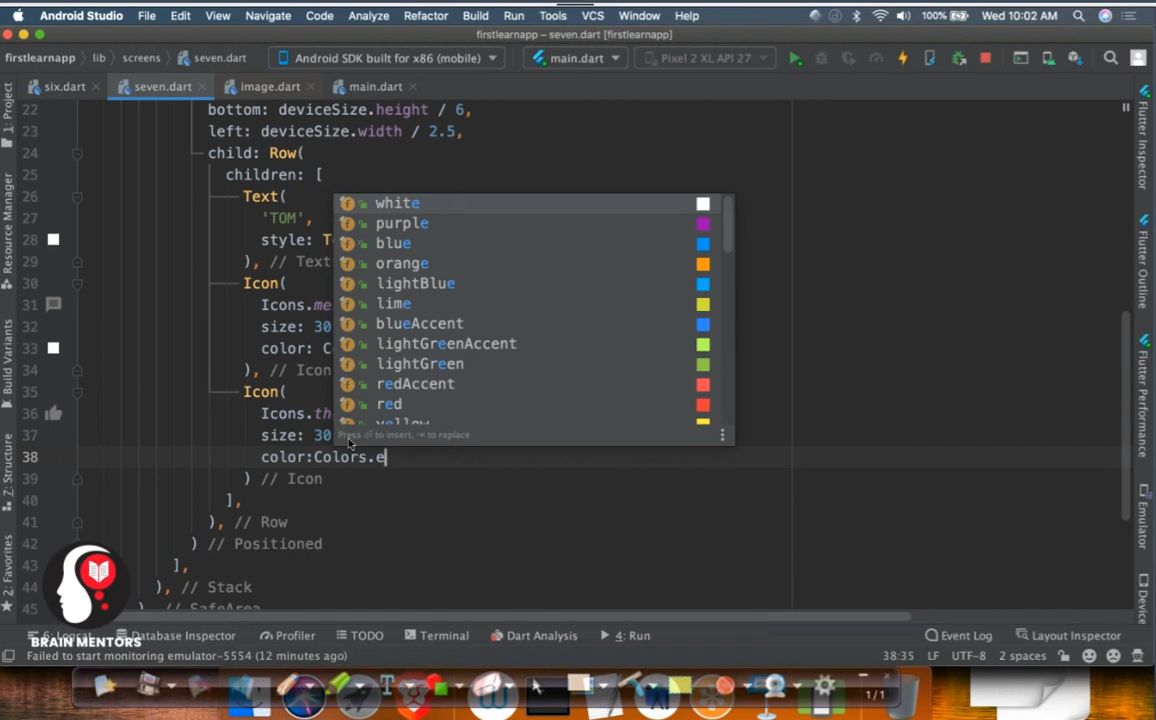 Android Studio File Edit View Navigate Code Analyze Refactor Build Run Tools VCS Window Help 100% Wed 10:02 AM
firstlearnapp – seven.dart [firstlearnapp]
firstlearnapp lib screens seven.dart Android SDK built for x86 (mobile) main.dart Pixel 2 XL API 27
six.dart seven.dart image.dart main.dart
22 bottom: deviceSize.height / 6,
23 left: deviceSize.width / 2.5,
24 child: Row(
25 children: [
26 Text(
27 'TOM',
28 style: T
29 ), // Text
30 Icon(
31 Icons.me
32 size: 30
33 color: C
34 ), // Icon
35 Icon(
36 Icons.th
37 size: 30
38 color:Colors.e
39 ) // Icon
40 ],
41 ), // Row
42 ) // Positioned
43 ],
44 ), // Stack
45 ), // SafeArea
white
purple
blue
orange
lightBlue
lime
blueAccent
lightGreenAccent
lightGreen
redAccent
red
yellow
Press ⏎ to insert, ⇥ to replace
1: Project
Resource Manager
Build Variants
7: Structure
2: Favorites
Flutter Inspector
Flutter Outline
Flutter Performance
Emulator
Device
BRAIN MENTORS
6: Logcat Database Inspector Profiler TODO Terminal Dart Analysis 4: Run Event Log Layout Inspector
Failed to start monitoring emulator-5554 (12 minutes ago) 38:35 LF UTF-8 2 spaces
1/1